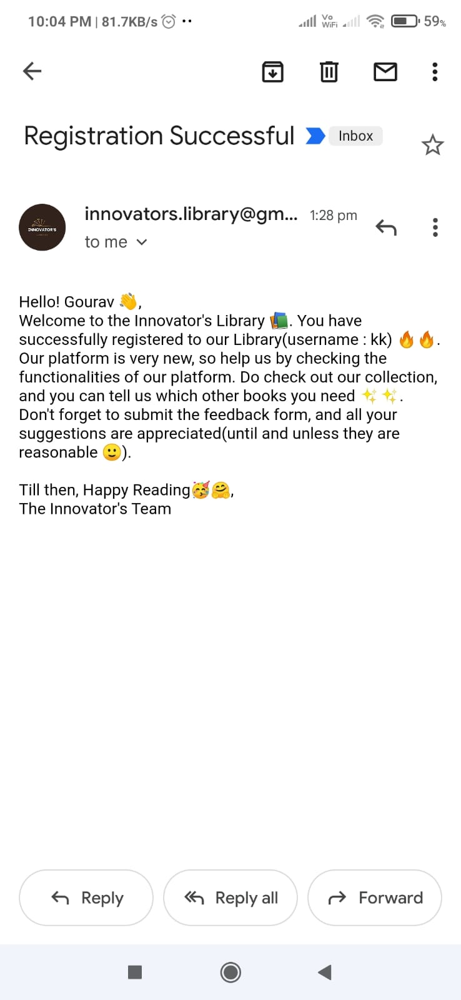 10:04 PM | 81.7KB/s
Vo
WiFi
59%
Registration Successful Inbox
INNOVATOR'S
innovators.library@gm... 1:28 pm
to me
Hello! Gourav 👋,
Welcome to the Innovator's Library 📚. You have
successfully registered to our Library(username : kk) 🔥🔥.
Our platform is very new, so help us by checking the
functionalities of our platform. Do check out our collection,
and you can tell us which other books you need ✨✨.
Don't forget to submit the feedback form, and all your
suggestions are appreciated(until and unless they are
reasonable 🙂).
Till then, Happy Reading🥳🤗,
The Innovator's Team
Reply
Reply all
Forward